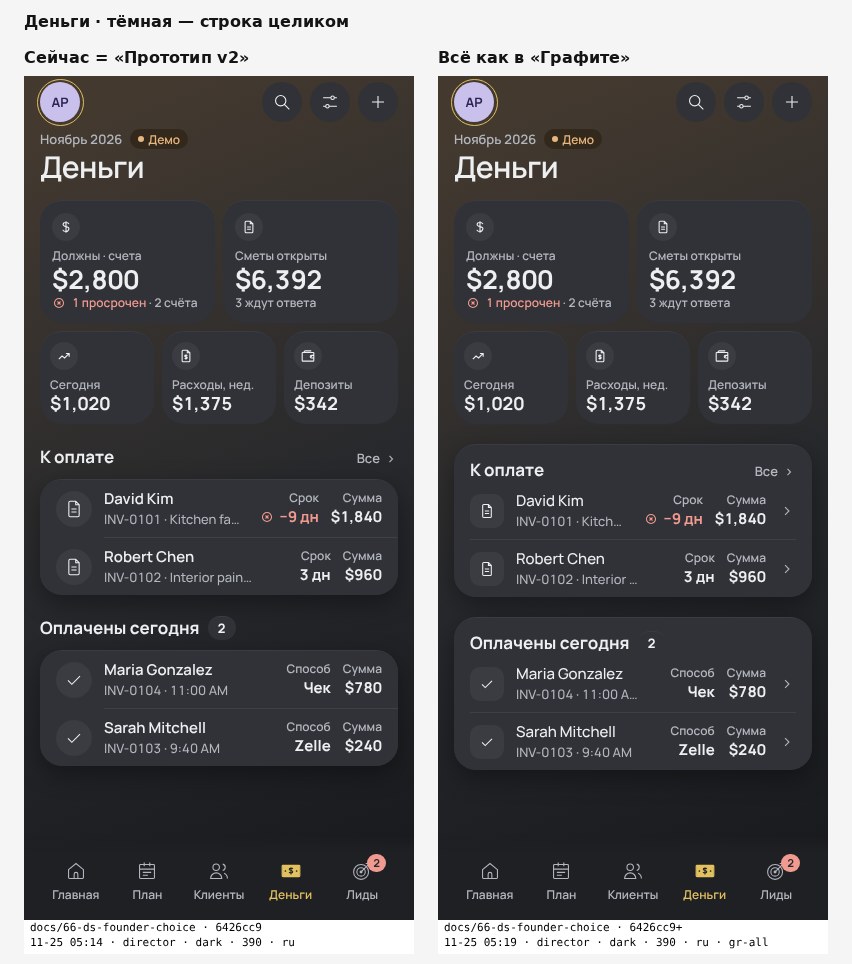 Деньги · тёмная — строка целиком
Сейчас = «Прототип v2»
AP
Ноябрь 2026
Демо
Деньги
$
Должны · счета
$2,800
1 просрочен · 2 счёта
Сметы открыты
$6,392
3 ждут ответа
Сегодня
$1,020
Расходы, нед.
$1,375
Депозиты
$342
К оплате
Все
David Kim
INV-0101 · Kitchen fa...
Срок
−9 дн
Сумма
$1,840
Robert Chen
INV-0102 · Interior pain...
Срок
3 дн
Сумма
$960
Оплачены сегодня 2
Maria Gonzalez
INV-0104 · 11:00 AM
Способ
Чек
Сумма
$780
Sarah Mitchell
INV-0103 · 9:40 AM
Способ
Zelle
Сумма
$240
2
Главная
План
Клиенты
Деньги
Лиды
docs/66-ds-founder-choice · 6426cc9
11-25 05:14 · director · dark · 390 · ru
Всё как в «Графите»
AP
Ноябрь 2026
Демо
Деньги
$
Должны · счета
$2,800
1 просрочен · 2 счёта
Сметы открыты
$6,392
3 ждут ответа
Сегодня
$1,020
Расходы, нед.
$1,375
Депозиты
$342
К оплате
Все
David Kim
INV-0101 · Kitch...
Срок
−9 дн
Сумма
$1,840
Robert Chen
INV-0102 · Interior ...
Срок
3 дн
Сумма
$960
Оплачены сегодня 2
Maria Gonzalez
INV-0104 · 11:00 A...
Способ
Чек
Сумма
$780
Sarah Mitchell
INV-0103 · 9:40 AM
Способ
Zelle
Сумма
$240
2
Главная
План
Клиенты
Деньги
Лиды
docs/66-ds-founder-choice · 6426cc9+
11-25 05:19 · director · dark · 390 · ru · gr-all